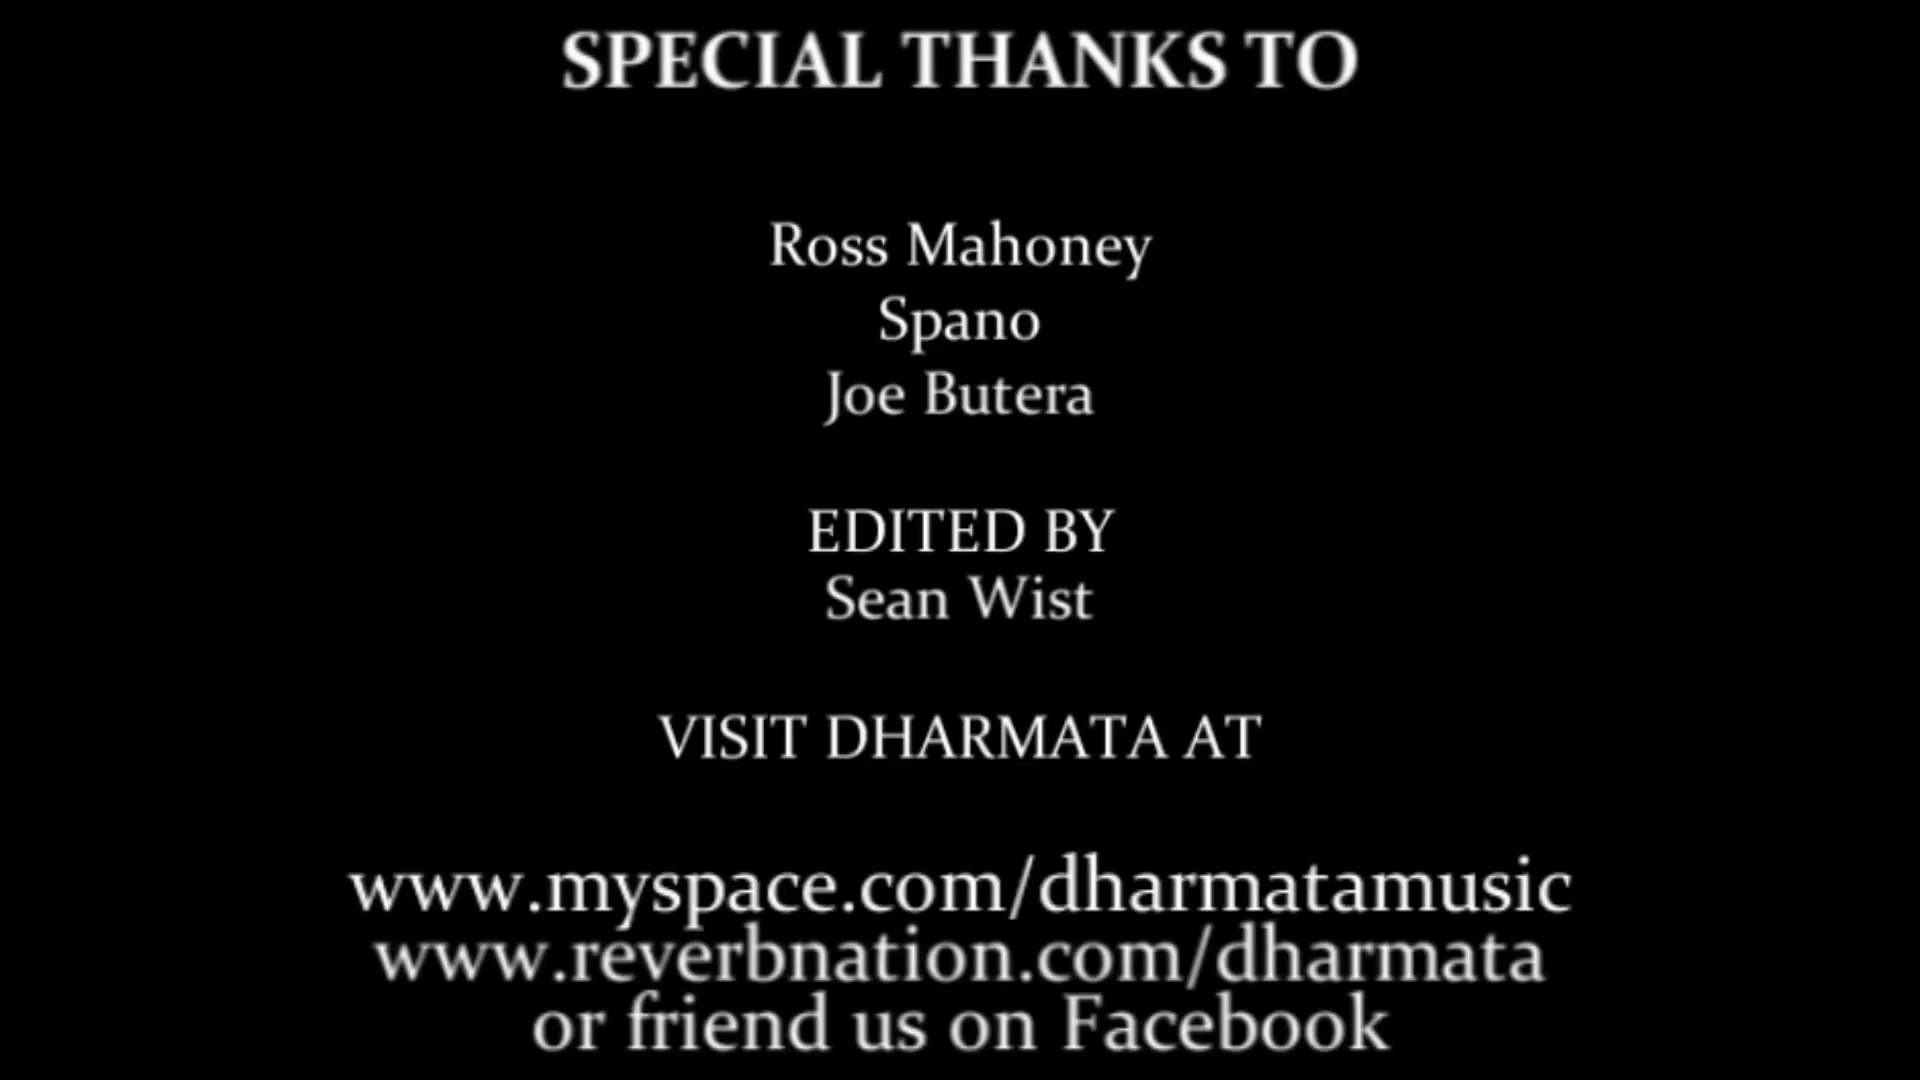 SPECIAL THANKS TO
Ross Mahoney
Spano
Joe Butera
EDITED BY
Sean Wist
VISIT DHARMATA AT
www.myspace.com/dharmatamusic
www.reverbnation.com/dharmata
or friend us on Facebook